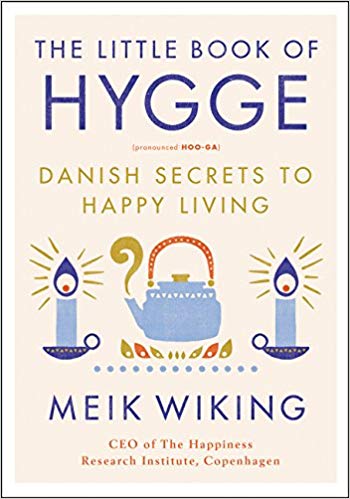 THE LITTLE BOOK OF
HYGGE
(pronounced HOO-GA)
DANISH SECRETS TO
HAPPY LIVING
MEIK WIKING
CEO of The Happiness
Research Institute, Copenhagen